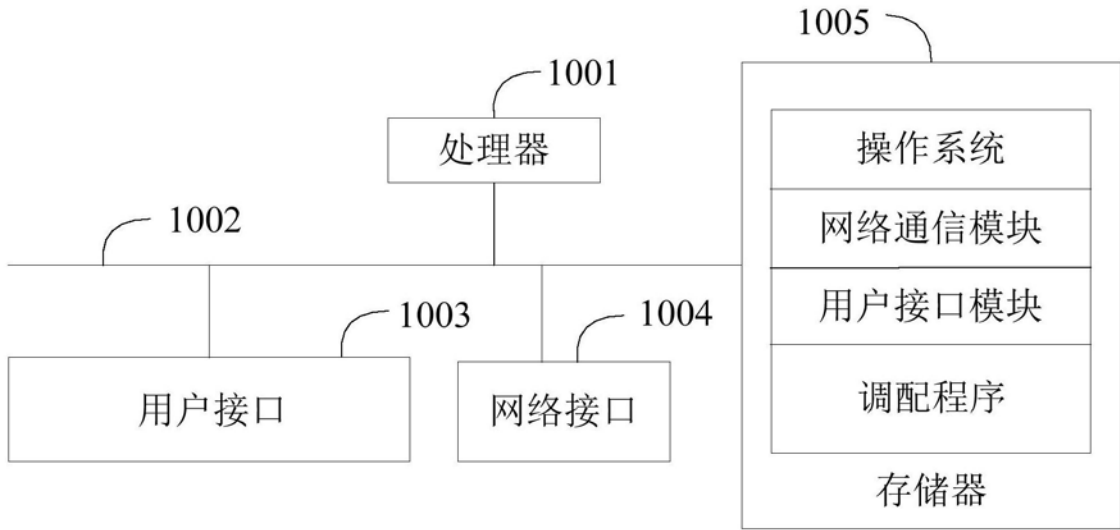 1005
1001
处理器
操作系统
1002
网络通信模块
1003
1004
用户接口模块
用户接口
网络接口
调配程序
存储器